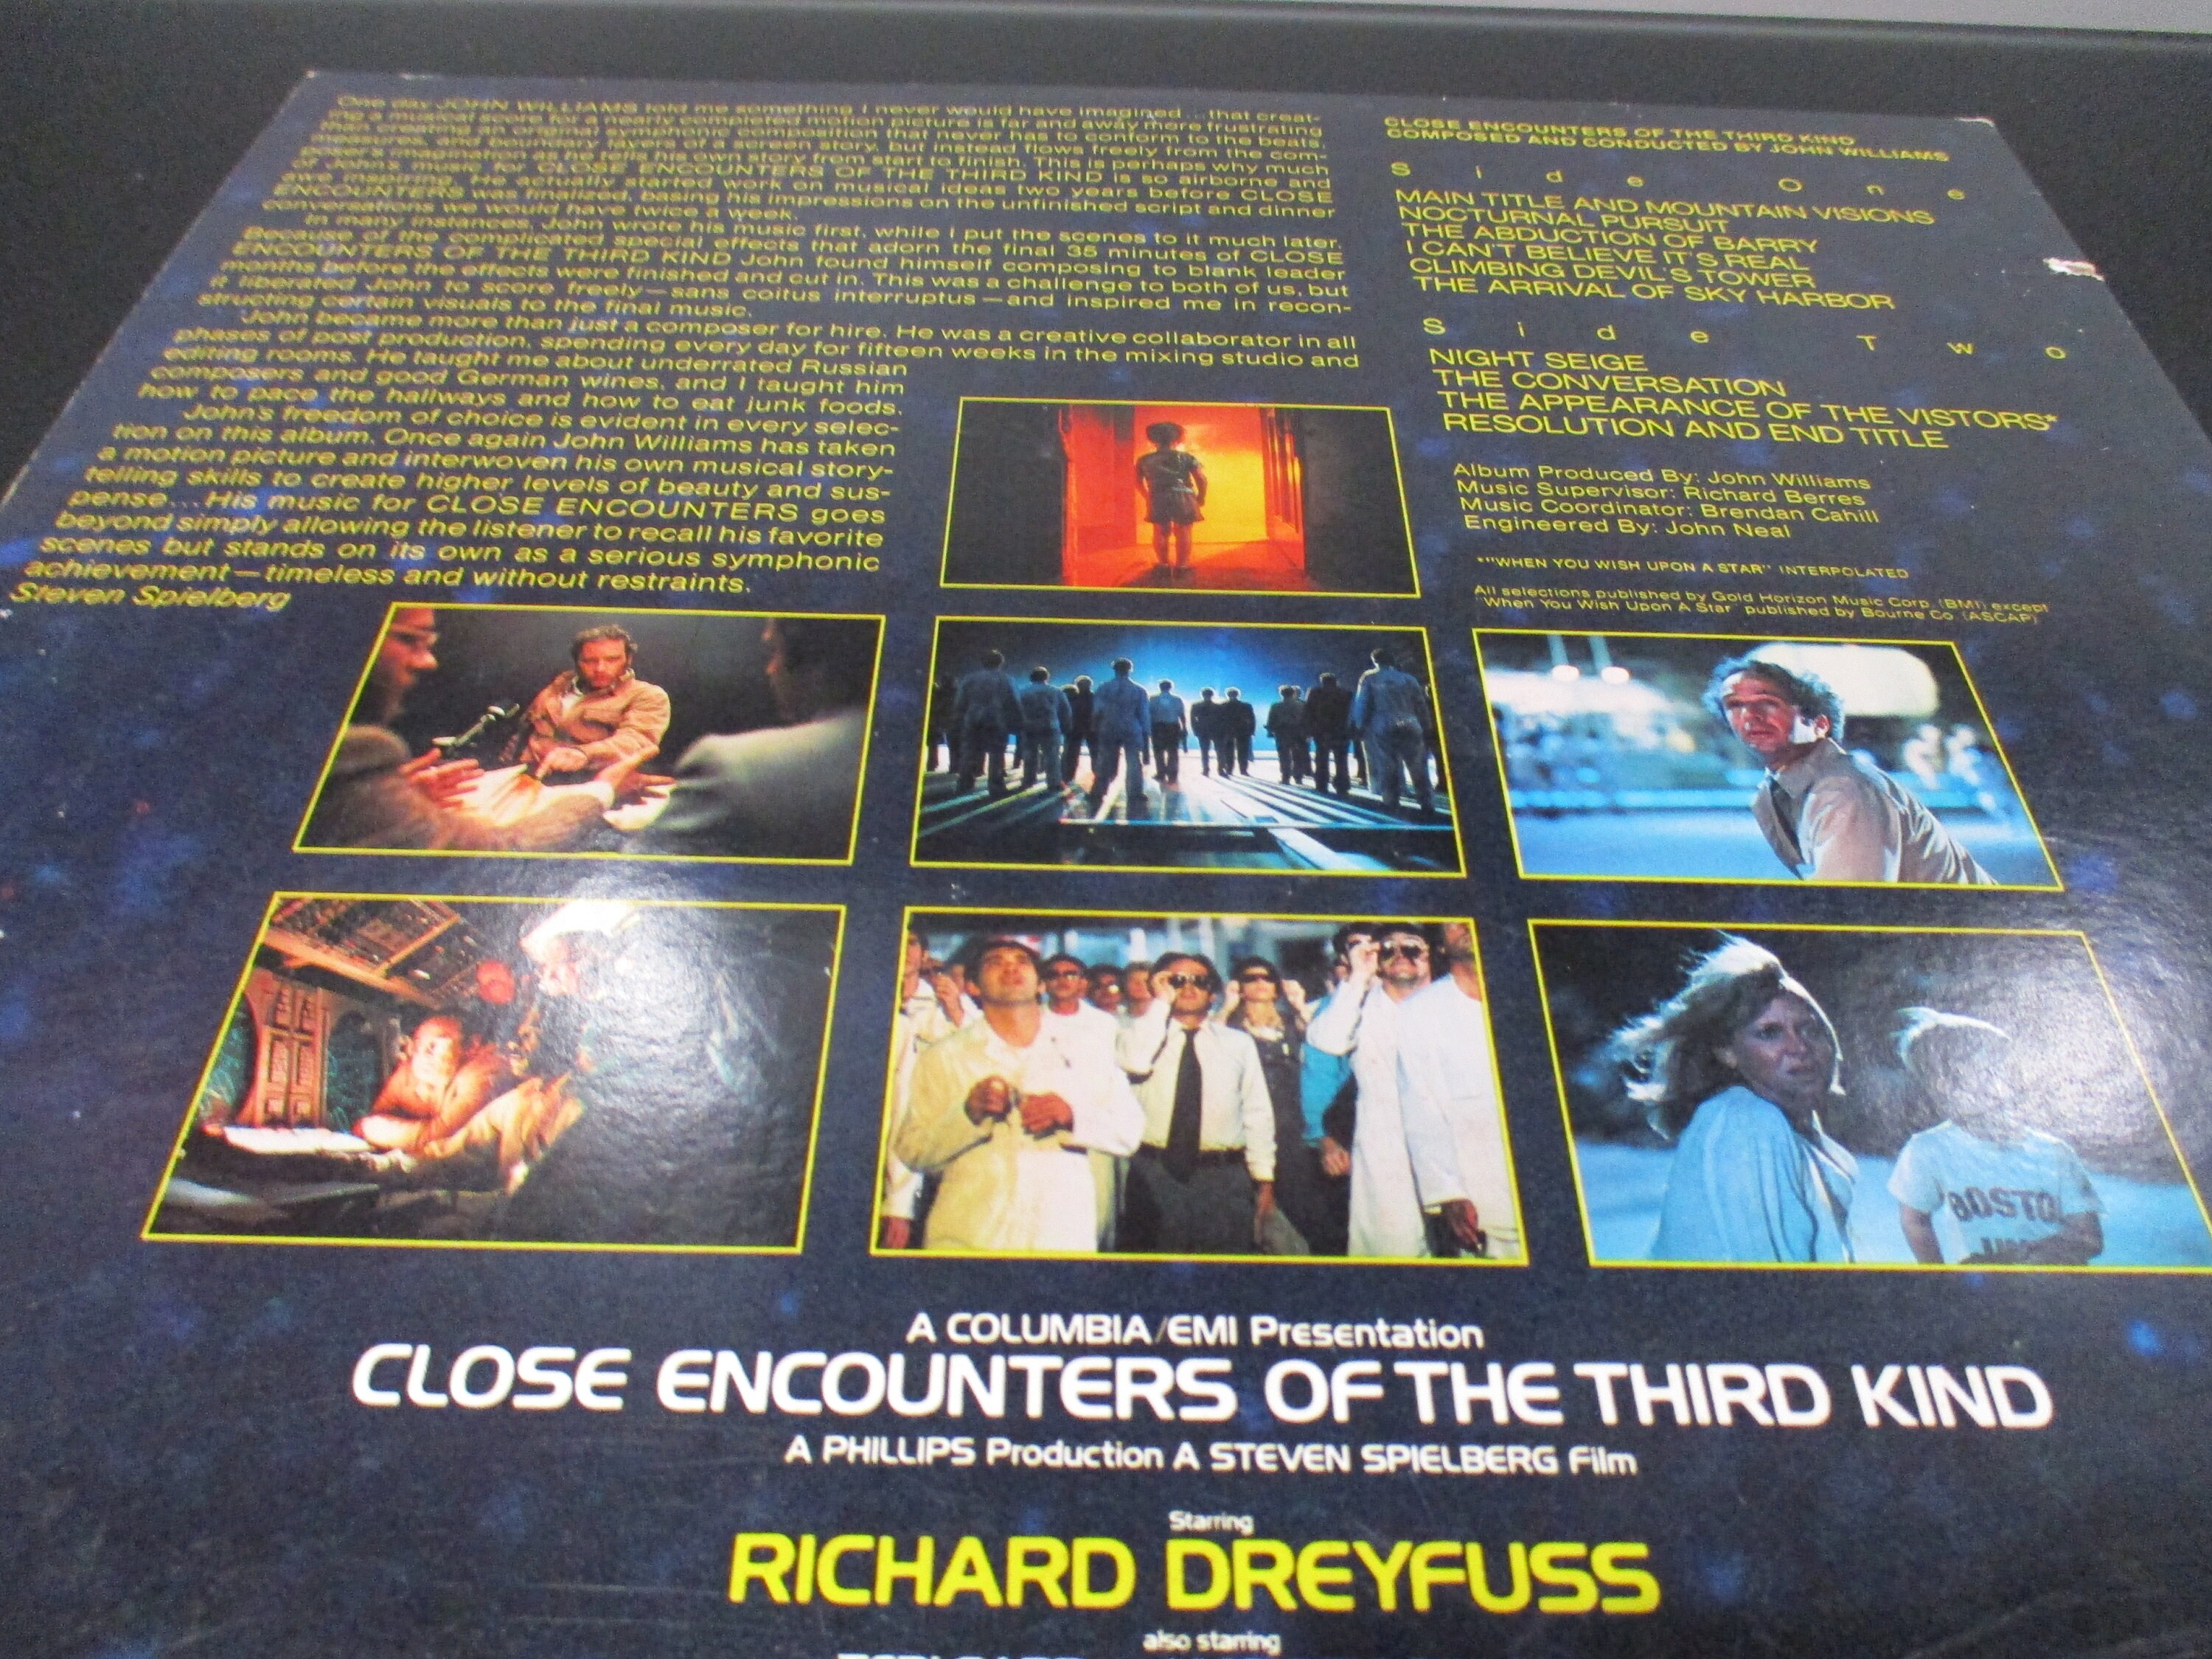 One day JOHN WILLIAMS told me something I never would have imagined...that creat-
ing a musical score for a nearly completed motion picture is far and away more frustrating
than creating an original symphonic composition that never has to conform to the beats,
measures, and boundary layers of a screen story, but instead flows freely from the com-
poser's imagination as he tells his own story from start to finish. This is perhaps why much
of John's music for CLOSE ENCOUNTERS OF THE THIRD KIND is so airborne and
awe inspiring. He actually started work on musical ideas two years before CLOSE
ENCOUNTERS was finalized, basing his impressions on the unfinished script and dinner
conversations we would have twice a week.
In many instances, John wrote his music first, while I put the scenes to it much later.
Because of the complicated special effects that adorn the final 35 minutes of CLOSE
ENCOUNTERS OF THE THIRD KIND John found himself composing to blank leader
months before the effects were finished and cut in. This was a challenge to both of us, but
it liberated John to score freely—sans coitus interruptus—and inspired me in recon-
structing certain visuals to the final music.
John became more than just a composer for hire. He was a creative collaborator in all
phases of post production, spending every day for fifteen weeks in the mixing studio and
editing rooms. He taught me about underrated Russian
composers and good German wines, and I taught him
how to pace the hallways and how to eat junk foods.
John's freedom of choice is evident in every selec-
tion on this album. Once again John Williams has taken
a motion picture and interwoven his own musical story-
telling skills to create higher levels of beauty and sus-
pense...His music for CLOSE ENCOUNTERS goes
beyond simply allowing the listener to recall his favorite
scenes but stands on its own as a serious symphonic
achievement—timeless and without restraints.
Steven Spielberg
CLOSE ENCOUNTERS OF THE THIRD KIND
COMPOSED AND CONDUCTED BY JOHN WILLIAMS
Side One
MAIN TITLE AND MOUNTAIN VISIONS
NOCTURNAL PURSUIT
THE ABDUCTION OF BARRY
I CAN'T BELIEVE IT'S REAL
CLIMBING DEVIL'S TOWER
THE ARRIVAL OF SKY HARBOR
Side Two
NIGHT SEIGE
THE CONVERSATION
THE APPEARANCE OF THE VISTORS*
RESOLUTION AND END TITLE
Album Produced By: John Williams
Music Supervisor: Richard Berres
Music Coordinator: Brendan Cahill
Engineered By: John Neal
*"WHEN YOU WISH UPON A STAR" INTERPOLATED
All selections published by Gold Horizon Music Corp. (BMI) except
"When You Wish Upon A Star" published by Bourne Co. (ASCAP)
BOSTO
A COLUMBIA/EMI Presentation
CLOSE ENCOUNTERS OF THE THIRD KIND
A PHILLIPS Production A STEVEN SPIELBERG Film
Starring
RICHARD DREYFUSS
also starring